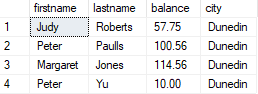 firstname lastname balance city
1 Judy Roberts 57.75 Dunedin
2 Peter Paulls 100.56 Dunedin
3 Margaret Jones 114.56 Dunedin
4 Peter Yu 10.00 Dunedin